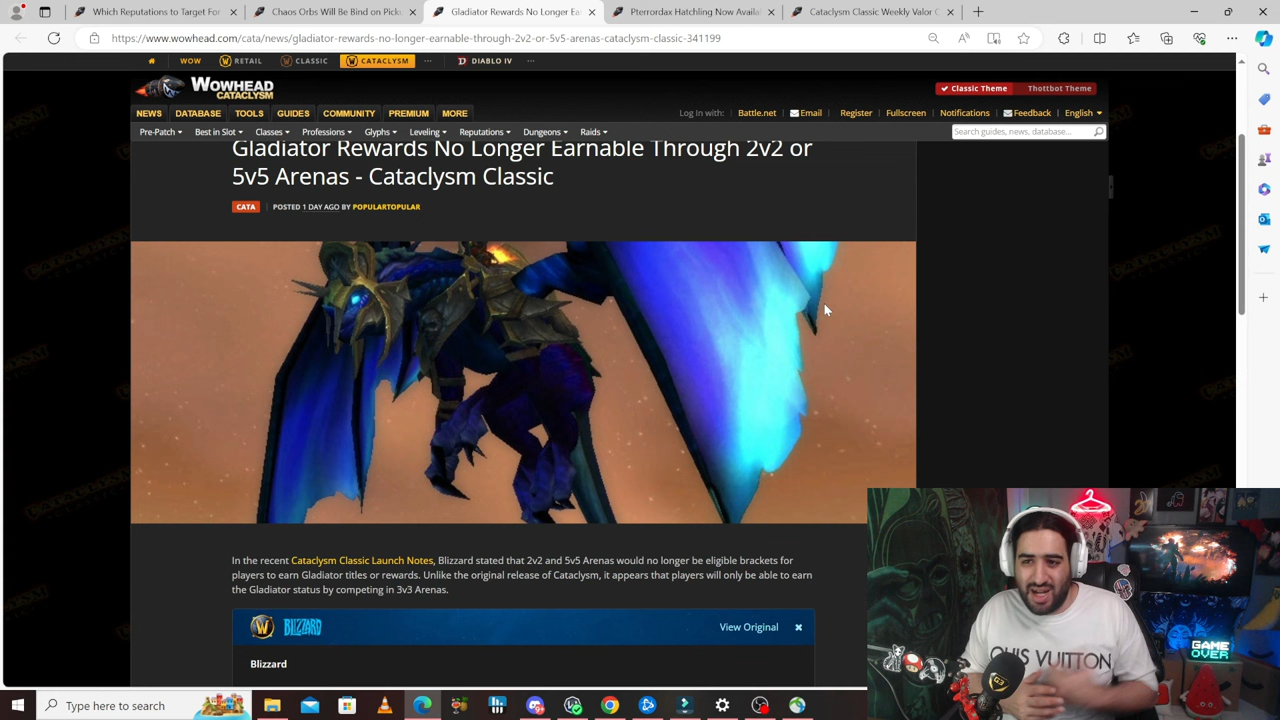 Which Reputations to Target For
Chaos Orbs Will Be Bind on Picku
Gladiator Rewards No Longer Ea
Pterrordax Hatchling Now Availa
Cataclysm Classic Weekly Valor C
https://www.wowhead.com/cata/news/gladiator-rewards-no-longer-earnable-through-2v2-or-5v5-arenas-cataclysm-classic-341199
WOW RETAIL CLASSIC CATACLYSM ... DIABLO IV ...
WOWHEAD
CATACLYSM
Classic Theme Thottbot Theme
NEWS DATABASE TOOLS GUIDES COMMUNITY PREMIUM MORE
Log In with: Battle.net Email Register Fullscreen Notifications Feedback English
Pre-Patch Best in Slot Classes Professions Glyphs Leveling Reputations Dungeons Raids
Search guides, news, database...
Gladiator Rewards No Longer Earnable Through 2v2 or
5v5 Arenas - Cataclysm Classic
CATA POSTED 1 DAY AGO BY POPULARTOPULAR
In the recent Cataclysm Classic Launch Notes, Blizzard stated that 2v2 and 5v5 Arenas would no longer be eligible brackets for
players to earn Gladiator titles or rewards. Unlike the original release of Cataclysm, it appears that players will only be able to earn
the Gladiator status by competing in 3v3 Arenas.
BLIZZARD
View Original
Blizzard
GAME
OVER
OUIS VUITTON
G3
Type here to search